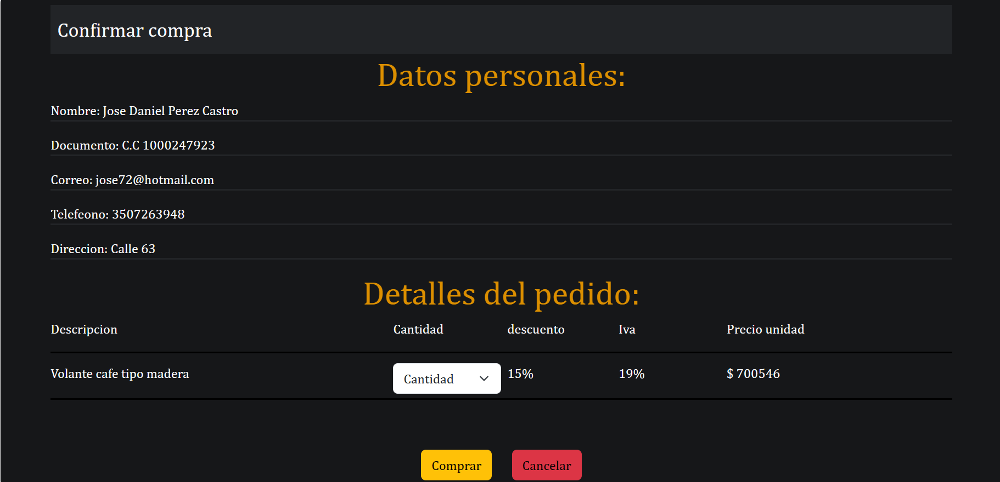 Confirmar compra
Datos personales:
Nombre: Jose Daniel Perez Castro
Documento: C.C 1000247923
Correo: jose72@hotmail.com
Telefeono: 3507263948
Direccion: Calle 63
Detalles del pedido:
Descripcion Cantidad descuento Iva Precio unidad
Volante cafe tipo madera Cantidad 15% 19% $ 700546
Comprar Cancelar